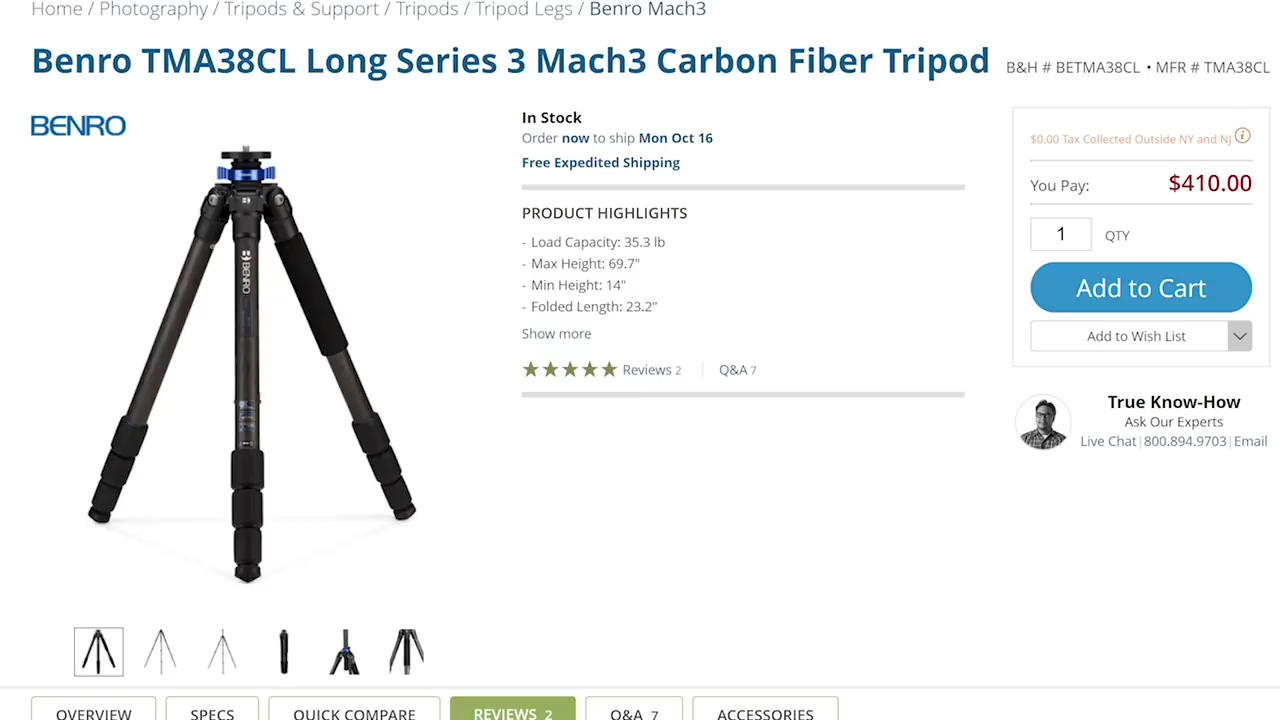 Home / Photography / Tripods & Support / Tripods / Tripod Legs / Benro Mach3
Benro TMA38CL Long Series 3 Mach3 Carbon Fiber Tripod
B&H # BETMA38CL • MFR # TMA38CL
BENRO
BENRO
In Stock
Order now to ship Mon Oct 16
Free Expedited Shipping
PRODUCT HIGHLIGHTS
- Load Capacity: 35.3 lb
- Max Height: 69.7"
- Min Height: 14"
- Folded Length: 23.2"
Show more
Reviews 2
Q&A 7
$0.00 Tax Collected Outside NY and NJ
You Pay: $410.00
1 QTY
Add to Cart
Add to Wish List
True Know-How
Ask Our Experts
Live Chat|800.894.9703|Email
OVERVIEW
SPECS
QUICK COMPARE
REVIEWS 2
Q&A 7
ACCESSORIES